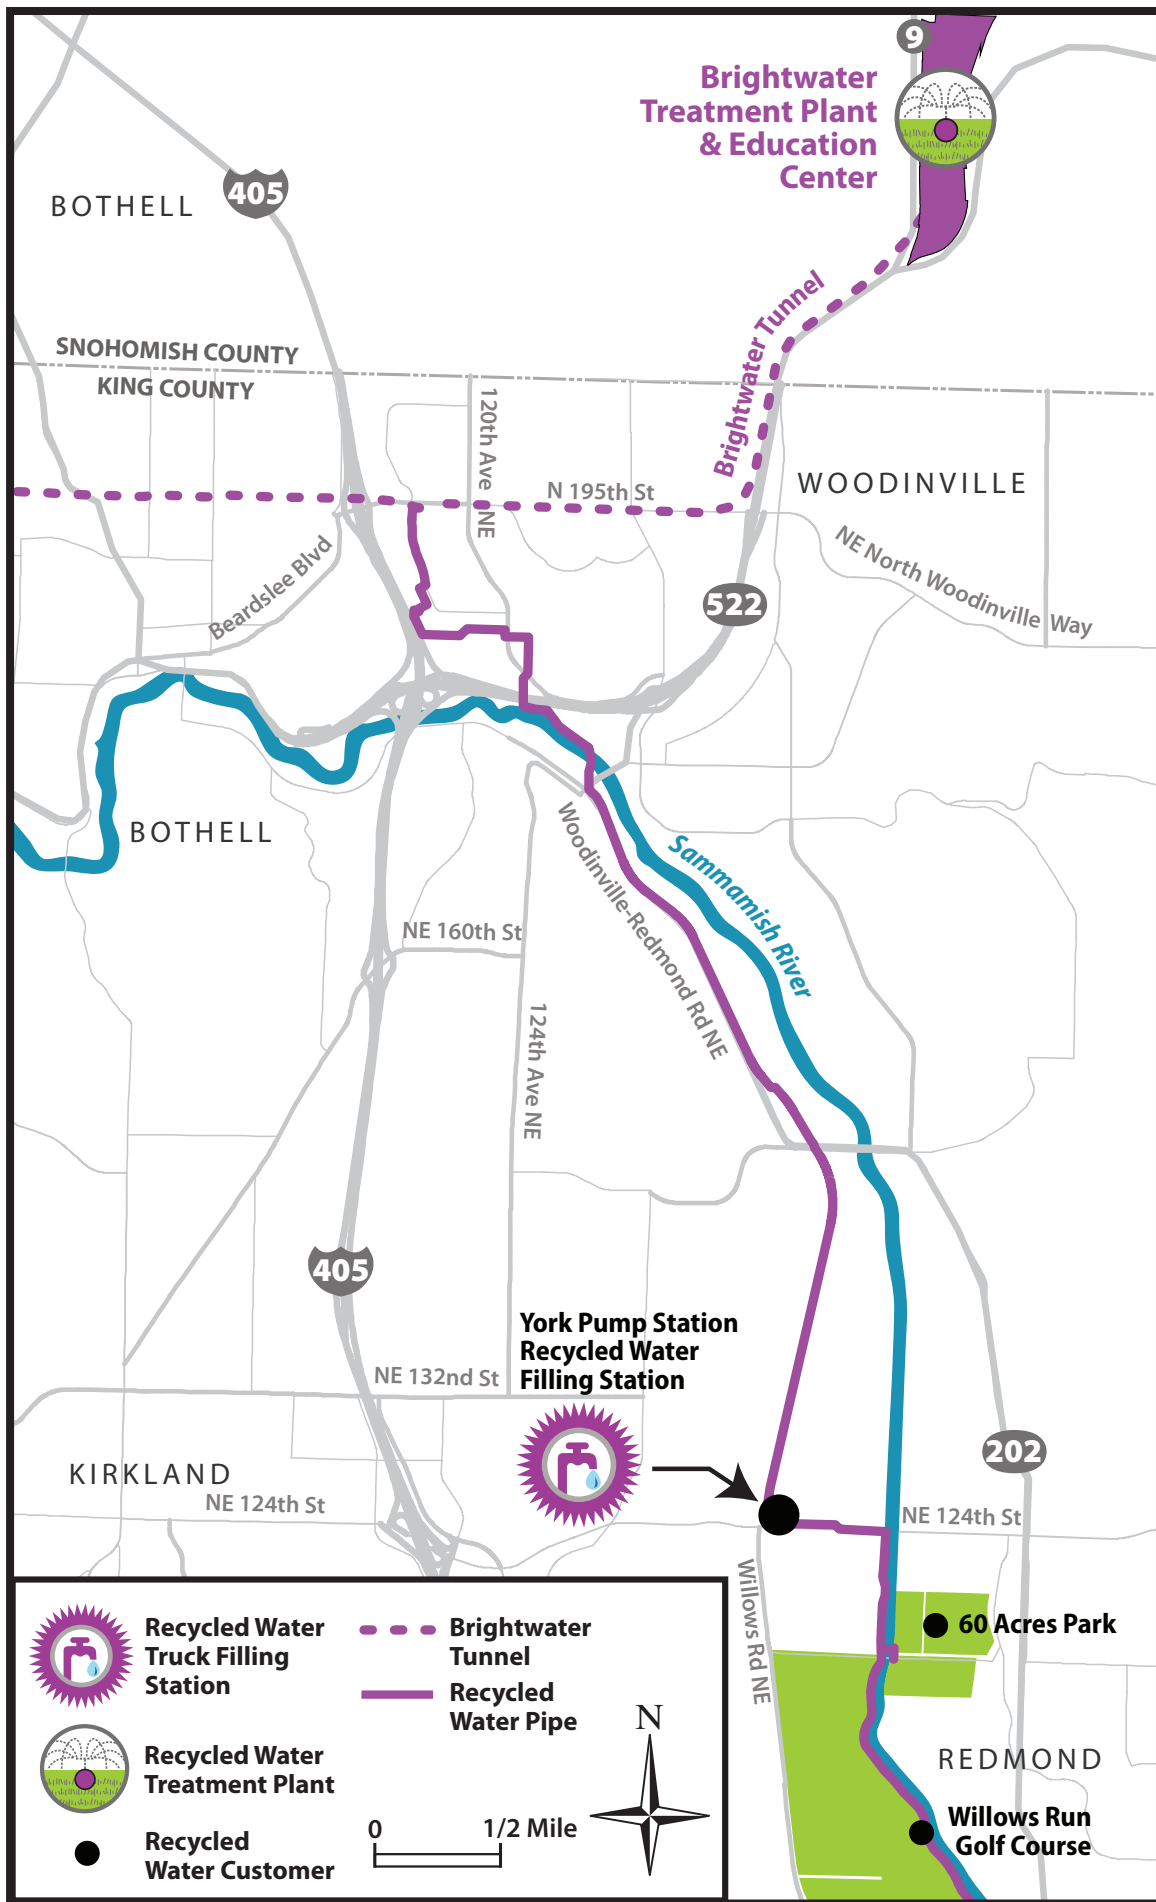 9
Brightwater
Treatment Plant
& Education
Center
405
BOTHELL
Brightwater Tunnel
SNOHOMISH COUNTY
KING COUNTY
120th Ave NE
N 195th St
WOODINVILLE
NE North Woodinville Way
Beardslee Blvd
522
BOTHELL
Woodinville-Redmond Rd NE
Sammamish River
NE 160th St
124th Ave NE
405
York Pump Station
Recycled Water
Filling Station
NE 132nd St
202
KIRKLAND
NE 124th St
NE 124th St
Willows Rd NE
60 Acres Park
REDMOND
Willows Run
Golf Course
Recycled Water
Truck Filling
Station
Brightwater
Tunnel
Recycled
Water Pipe
Recycled Water
Treatment Plant
Recycled
Water Customer
N
0 1/2 Mile